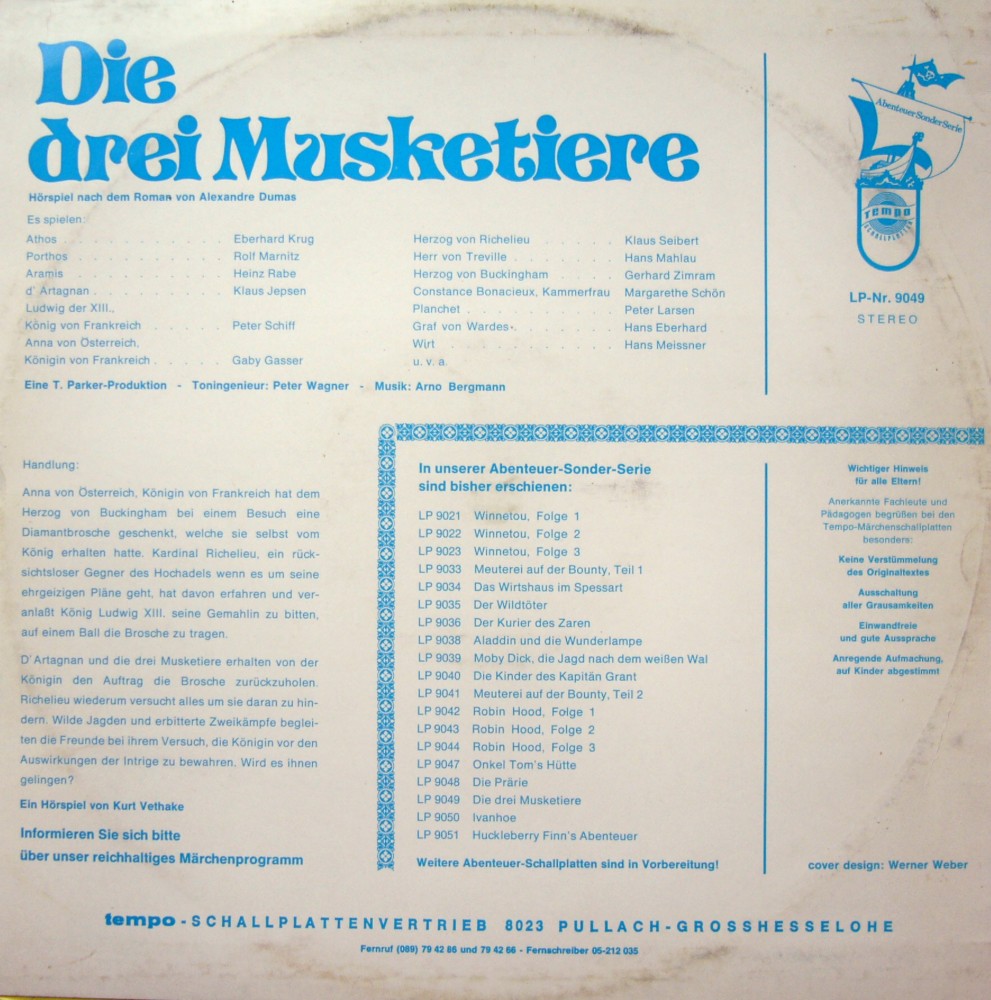 Die
drei Musketiere
Hörspiel nach dem Roman von Alexandre Dumas
Es spielen:
Athos . . . . . . . . . . . Eberhard Krug
Porthos . . . . . . . . . . Rolf Marnitz
Aramis . . . . . . . . . . Heinz Rabe
d' Artagnan . . . . . . . . Klaus Jepsen
Ludwig der XIII.,
König von Frankreich . . . . . Peter Schiff
Anna von Österreich.
Königin von Frankreich . . . . . Gaby Gasser
Herzog von Richelieu . . . . . Klaus Seibert
Herr von Treville . . . . . . Hans Mahlau
Herzog von Buckingham . . . . Gerhard Zimram
Constance Bonacieux, Kammerfrau Margarethe Schön
Planchet . . . . . . . . . Peter Larsen
Graf von Wardes . . . . . . . Hans Eberhard
Wirt . . . . . . . . . . Hans Meissner
u. v. a.
Eine T. Parker-Produktion - Toningenieur: Peter Wagner - Musik: Arno Bergmann
AbenteuerSonderSerie
Tempo
SCHALLPLATTEN
LP-Nr. 9049
STEREO
Handlung:
Anna von Österreich, Königin von Frankreich hat dem
Herzog von Buckingham bei einem Besuch eine
Diamantbrosche geschenkt, welche sie selbst vom
König erhalten hatte. Kardinal Richelieu, ein rück-
sichtsloser Gegner des Hochadels wenn es um seine
ehrgeizigen Pläne geht, hat davon erfahren und ver-
anlaßt König Ludwig XIII. seine Gemahlin zu bitten,
auf einem Ball die Brosche zu tragen.
D'Artagnan und die drei Musketiere erhalten von der
Königin den Auftrag die Brosche zurückzuholen.
Richelieu wiederum versucht alles um sie daran zu hin-
dern. Wilde Jagden und erbitterte Zweikämpfe beglei-
ten die Freunde bei ihrem Versuch, die Königin vor den
Auswirkungen der Intrige zu bewahren. Wird es ihnen
gelingen?
Ein Hörspiel von Kurt Vethake
Informieren Sie sich bitte
über unser reichhaltiges Märchenprogramm
In unserer Abenteuer-Sonder-Serie
sind bisher erschienen:
LP 9021 Winnetou, Folge 1
LP 9022 Winnetou, Folge 2
LP 9023 Winnetou, Folge 3
LP 9033 Meuterei auf der Bounty, Teil 1
LP 9034 Das Wirtshaus im Spessart
LP 9035 Der Wildtöter
LP 9036 Der Kurier des Zaren
LP 9038 Aladdin und die Wunderlampe
LP 9039 Moby Dick, die Jagd nach dem weißen Wal
LP 9040 Die Kinder des Kapitän Grant
LP 9041 Meuterei auf der Bounty, Teil 2
LP 9042 Robin Hood, Folge 1
LP 9043 Robin Hood, Folge 2
LP 9044 Robin Hood, Folge 3
LP 9047 Onkel Tom's Hütte
LP 9048 Die Prärie
LP 9049 Die drei Musketiere
LP 9050 Ivanhoe
LP 9051 Huckleberry Finn's Abenteuer
Weitere Abenteuer-Schallplatten sind in Vorbereitung!
Wichtiger Hinweis
für alle Eltern!
Anerkannte Fachleute und
Pädagogen begrüßen bei den
Tempo-Märchenschallplatten
besonders:
Keine Verstümmelung
des Originaltextes
Ausschaltung
aller Grausamkeiten
Einwandfreie
und gute Aussprache
Anregende Aufmachung,
auf Kinder abgestimmt
cover design: Werner Weber
tempo - SCHALLPLATTENVERTRIEB 8023 PULLACH-GROSSHESSELOHE
Fernruf (089) 79 42 86 und 79 42 66 - Fernschreiber 05-212 035